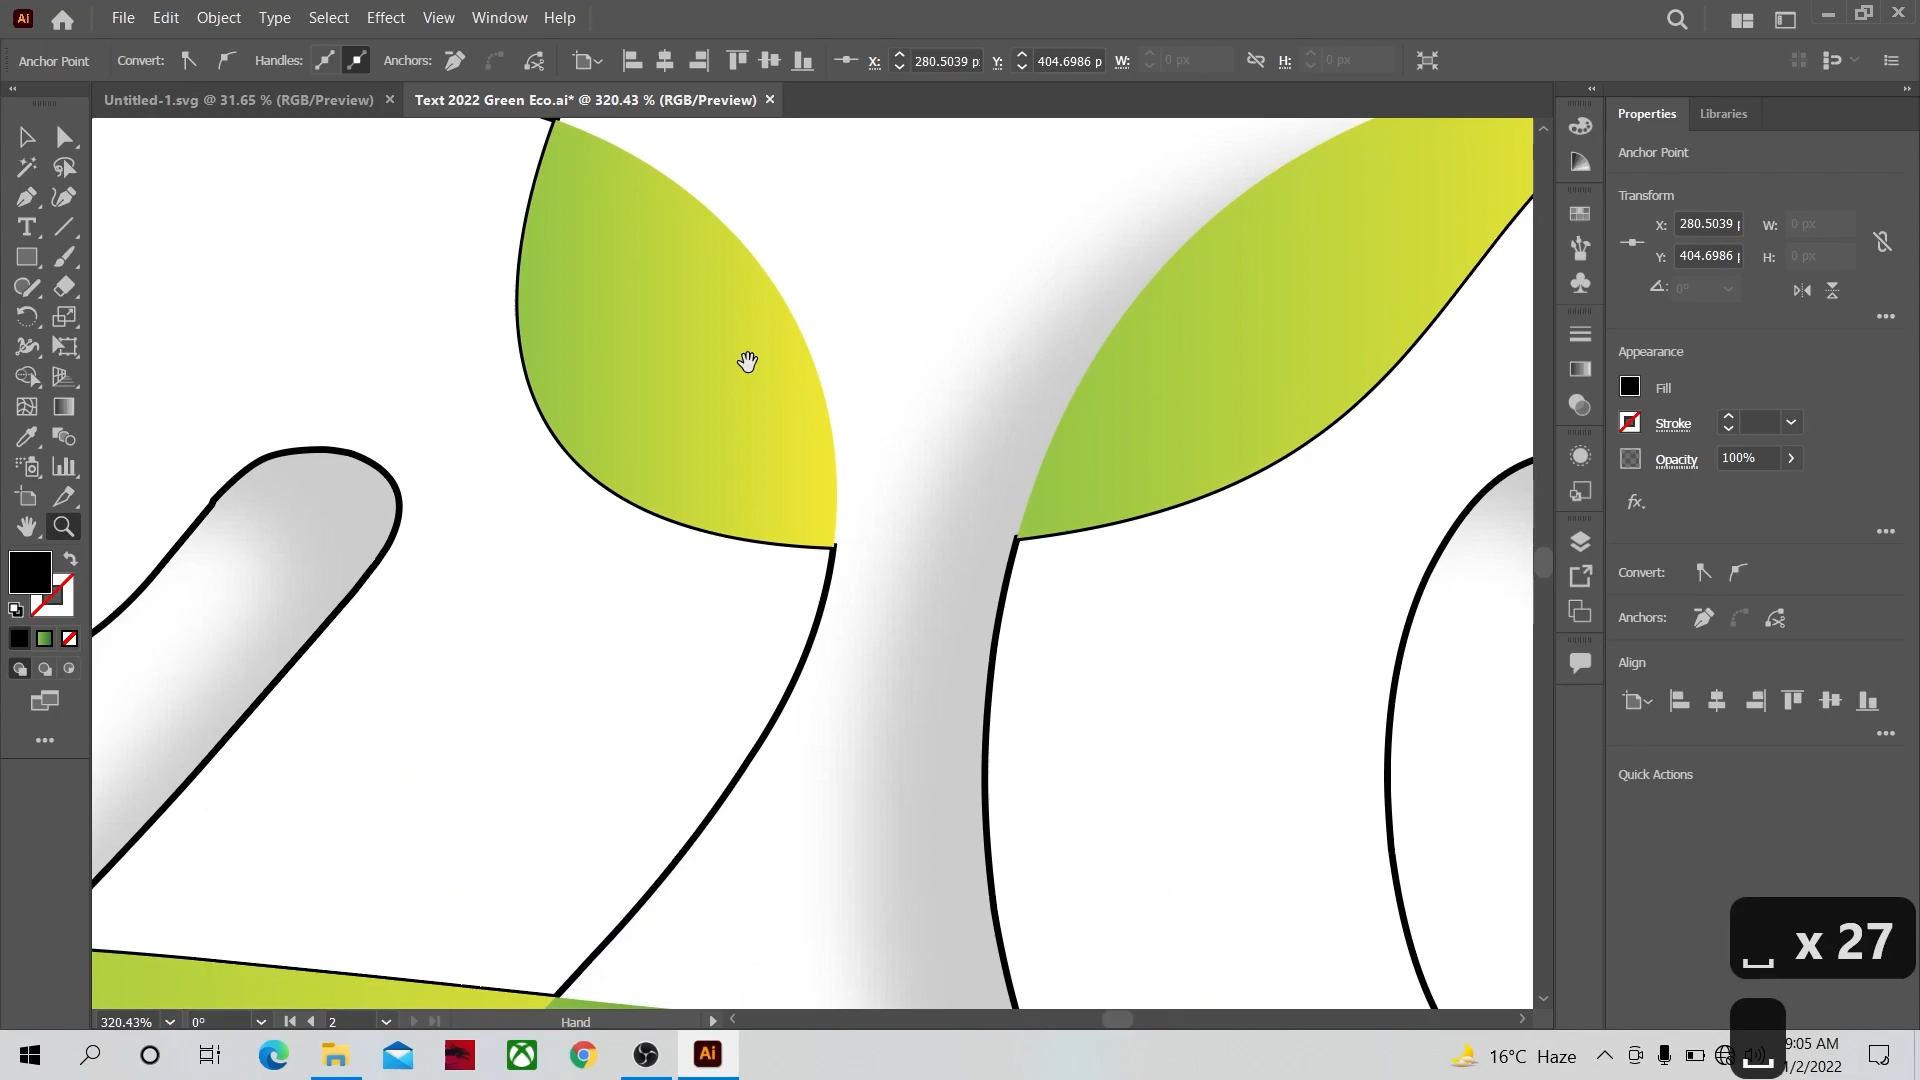 Ai File Edit Object Type Select Effect View Window Help
Anchor Point Convert: Handles: Anchors: X: 280.5039 p Y: 404.6986 p W: 0 px H: 0 px
Untitled-1.svg @ 31.65 % (RGB/Preview) × Text 2022 Green Eco.ai* @ 320.43 % (RGB/Preview) ×
Properties Libraries
Anchor Point
Transform
X: 280.5039 W: 0 px
Y: 404.6986 H: 0 px
0°
Appearance
Fill
Stroke
Opacity 100%
fx.
Convert:
Anchors:
Align
Quick Actions
x 27
320.43% 0° 2 Hand
Ai 16°C Haze 9:05 AM
1/2/2022